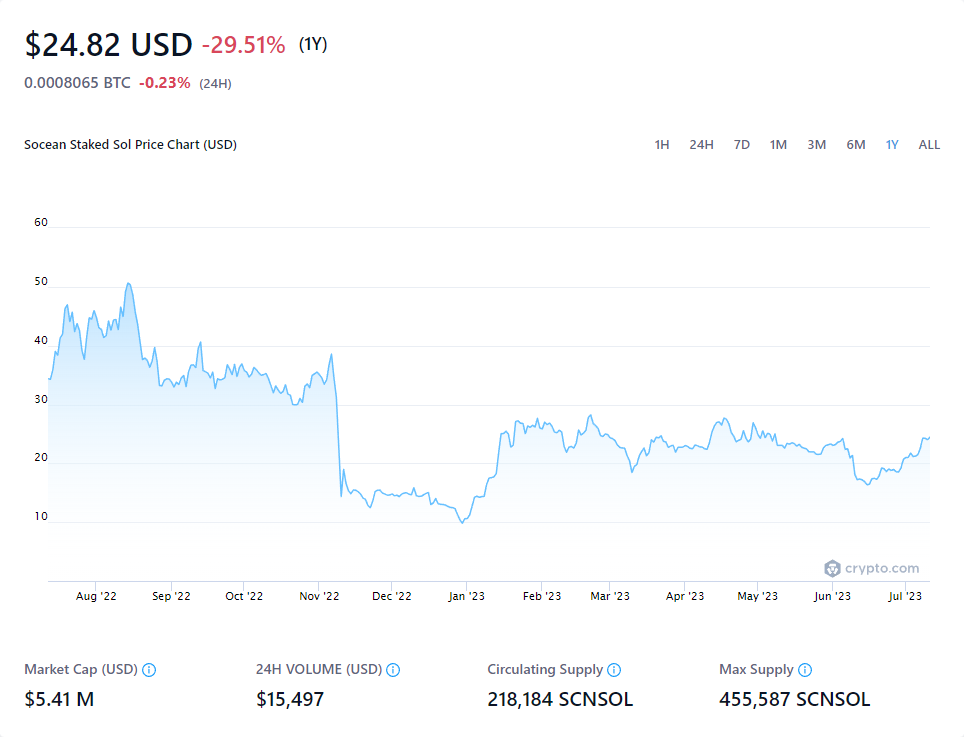 $24.82 USD -29.51% (1Y)
0.0008065 BTC -0.23% (24H)
Socean Staked Sol Price Chart (USD) 1H 24H 7D 1M 3M 6M 1Y ALL
60
50
40
30
20
10
crypto.com
Aug '22 Sep '22 Oct '22 Nov '22 Dec '22 Jan '23 Feb '23 Mar '23 Apr '23 May '23 Jun '23 Jul '23
Market Cap (USD) 24H VOLUME (USD) Circulating Supply Max Supply
$5.41 M $15,497 218,184 SCNSOL 455,587 SCNSOL